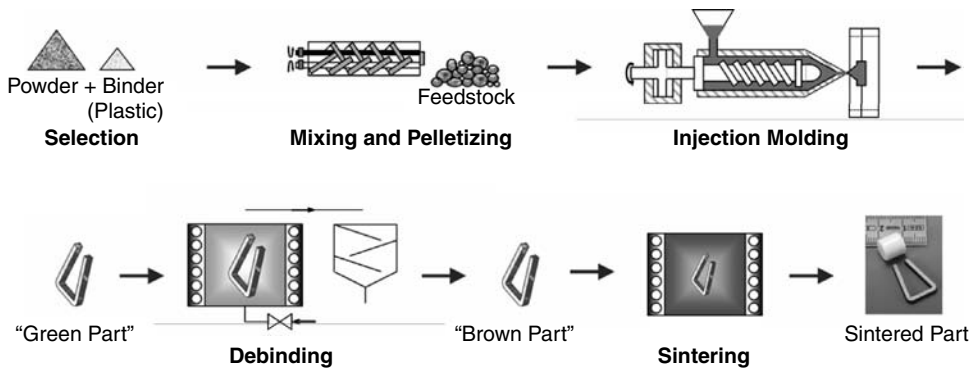 Powder + Binder
(Plastic)
Selection
Feedstock
Mixing and Pelletizing
Injection Molding
“Green Part”
Debinding
“Brown Part”
Sintering
Sintered Part